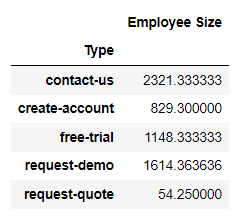 Employee Size
Type
contact-us 2321.333333
create-account 829.300000
free-trial 1148.333333
request-demo 1614.363636
request-quote 54.250000